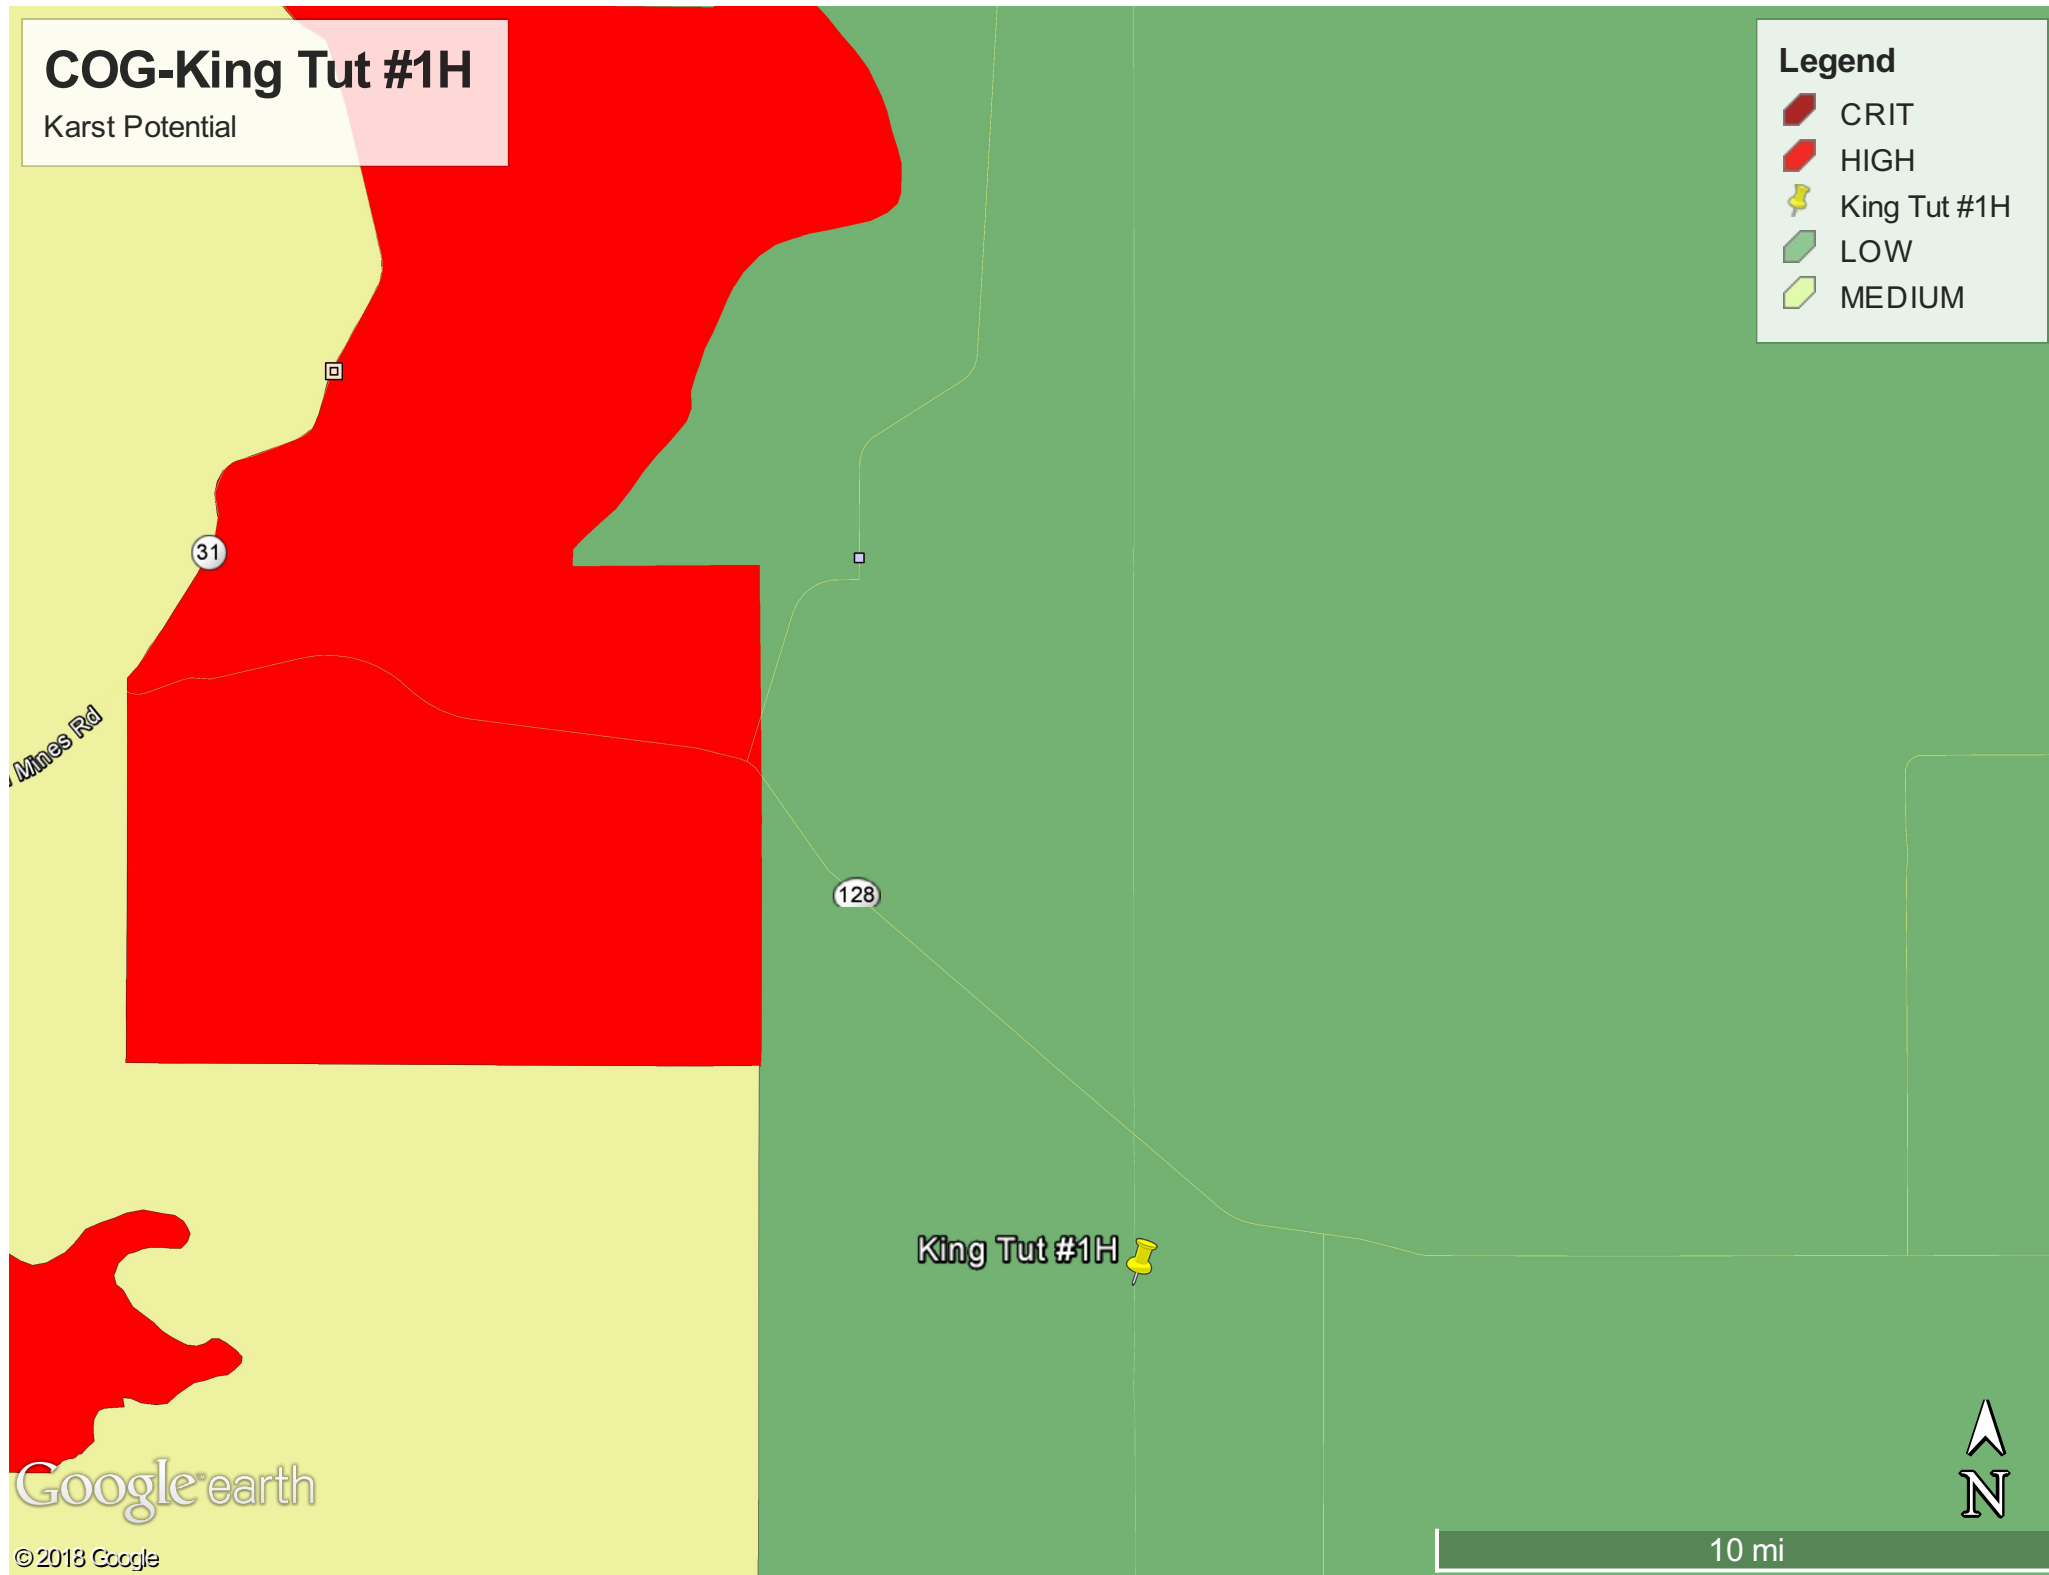 COG-King Tut #1H
Karst Potential
Legend
CRIT
HIGH
King Tut #1H
LOW
MEDIUM
31
Mines Rd
128
King Tut #1H
Google earth
© 2018 Google
N
10 mi